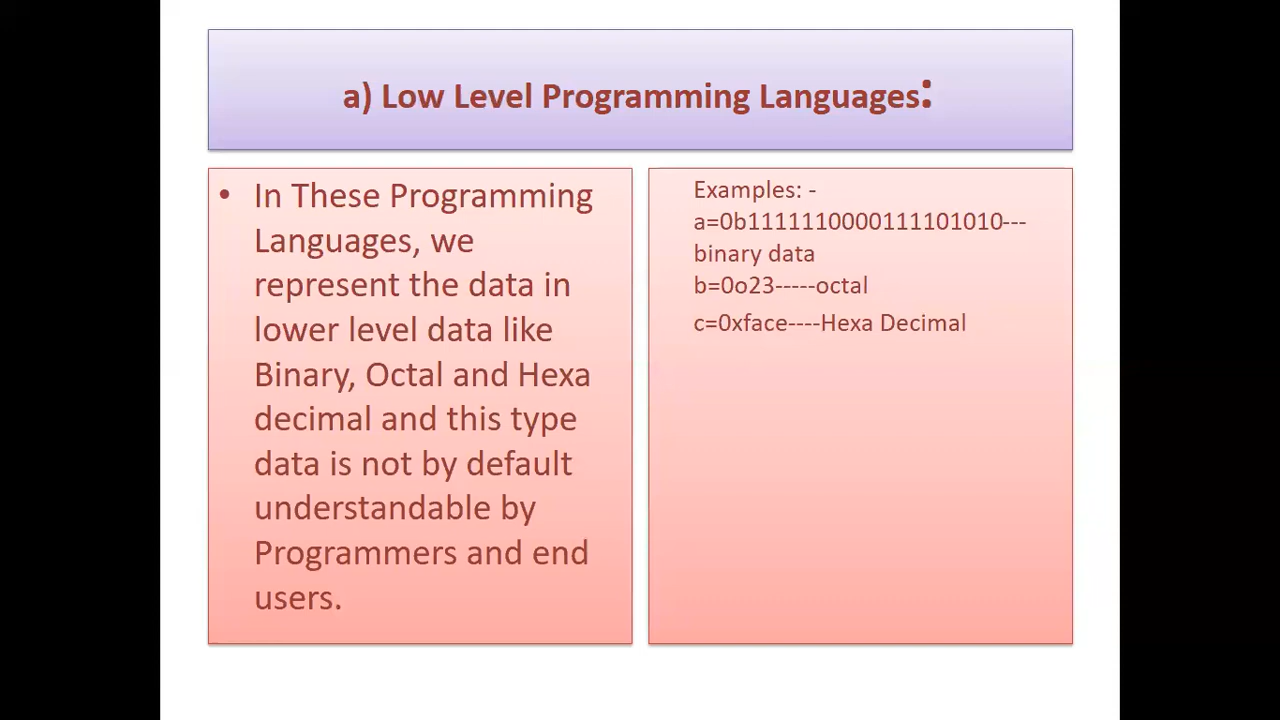 a) Low Level Programming Languages:
• In These Programming
Languages, we
represent the data in
lower level data like
Binary, Octal and Hexa
decimal and this type
data is not by default
understandable by
Programmers and end
users.
Examples: -
a=0b1111110000111101010---
binary data
b=0o23-----octal
c=0xface----Hexa Decimal